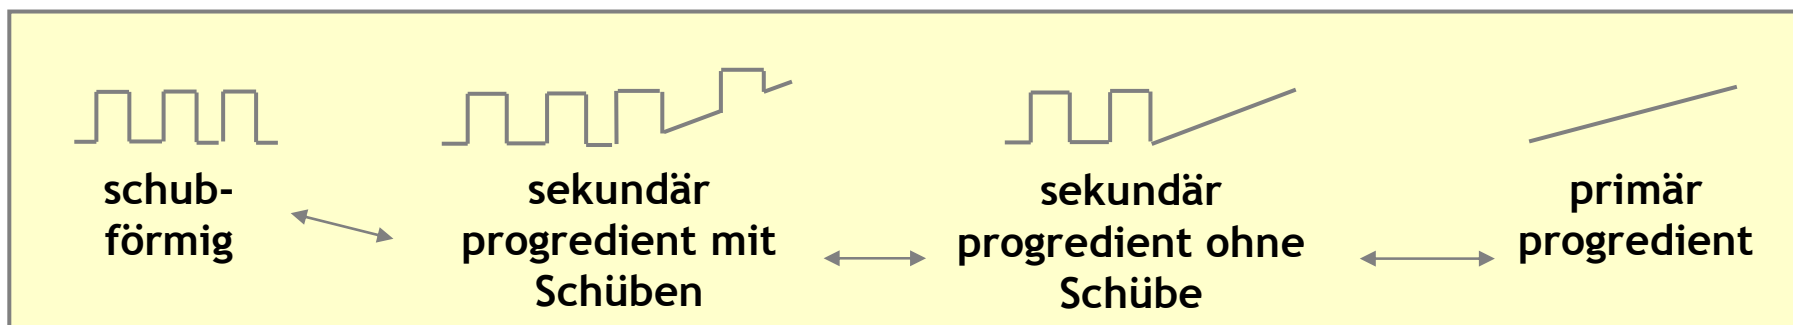 schub-
förmig
sekundär
progredient mit
Schüben
sekundär
progredient ohne
Schübe
primär
progredient